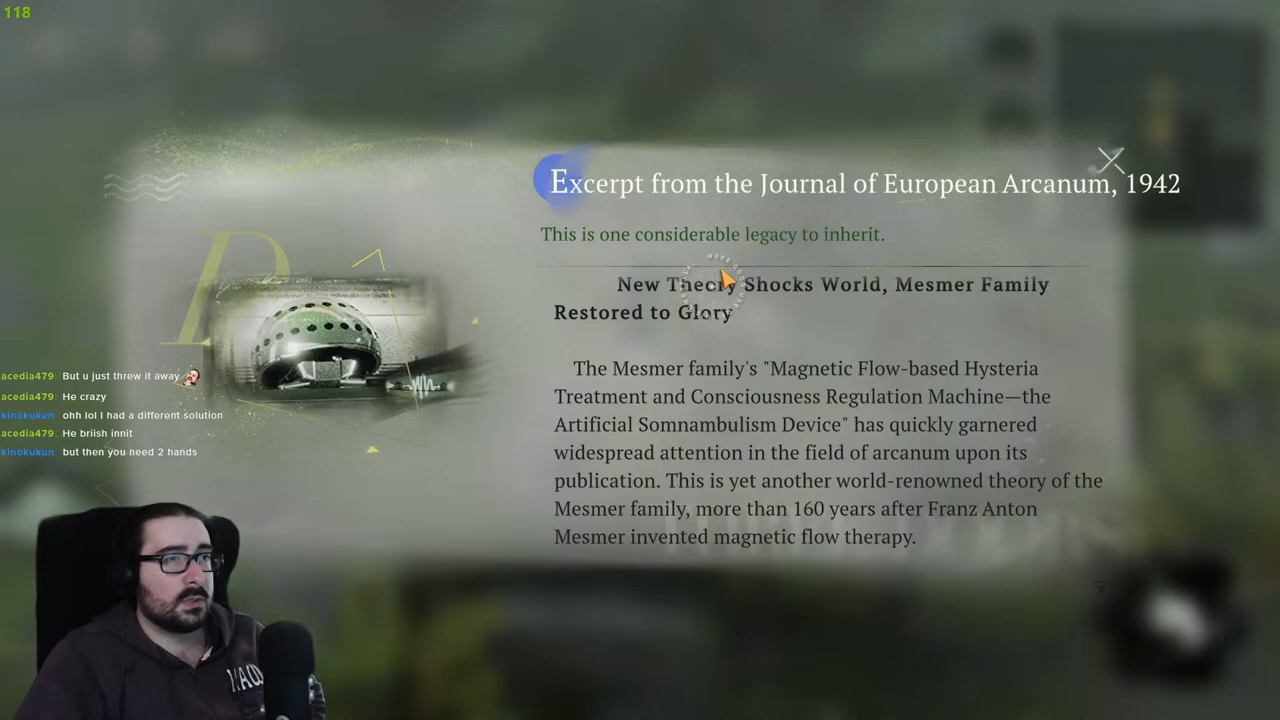 118
Excerpt from the Journal of European Arcanum, 1942
This is one considerable legacy to inherit.
New Theory Shocks World, Mesmer Family
Restored to Glory
The Mesmer family's "Magnetic Flow-based Hysteria
Treatment and Consciousness Regulation Machine—the
Artificial Somnambulism Device" has quickly garnered
widespread attention in the field of arcanum upon its
publication. This is yet another world-renowned theory of the
Mesmer family, more than 160 years after Franz Anton
Mesmer invented magnetic flow therapy.
acedia479: But u just threw it away
acedia479: He crazy
kinokukun: ohh lol I had a different solution
acedia479: He briish innit
kinokukun: but then you need 2 hands